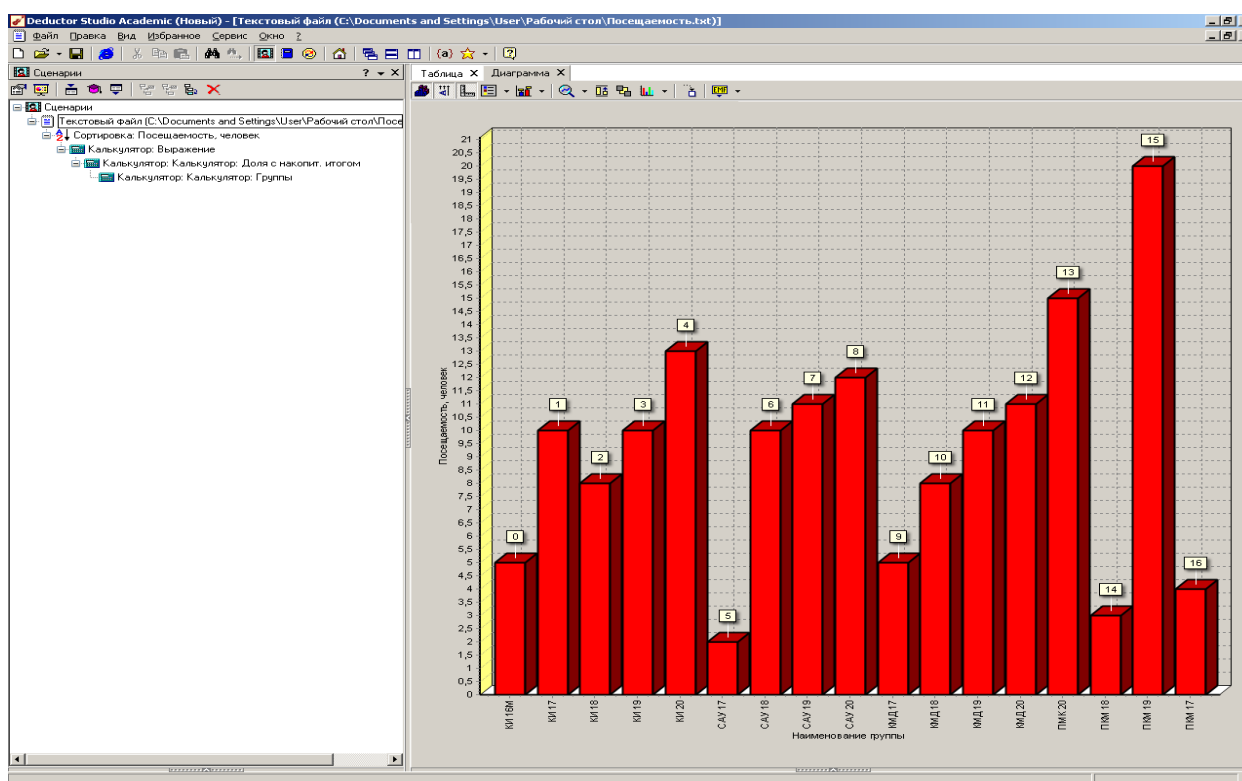 Deductor Studio Academic (Новый) - [Текстовый файл (C:\Documents and Settings\User\Рабочий стол\Посещаемость.txt)]
Файл Правка Вид Избранное Сервис Окно ?
{a}
Сценарии
Сценарии
Текстовый файл (C:\Documents and Settings\User\Рабочий стол\Посе
Сортировка: Посещаемость, человек
Калькулятор: Выражение
Калькулятор: Калькулятор: Доля с накопит. итогом
Калькулятор: Калькулятор: Группы
Таблица Диаграмма
21
20,5
20
19,5
19
18,5
18
17,5
17
16,5
16
15,5
15
14,5
14
13,5
13
12,5
12
11,5
11
10,5
10
9,5
9
8,5
8
7,5
7
6,5
6
5,5
5
4,5
4
3,5
3
2,5
2
1,5
1
0,5
0
Посещаемость, человек
0 1 2 3 4 5 6 7 8 9 10 11 12 13 14 15 16
КИ16М КИ17 КИ18 КИ19 КИ20 САУ17 САУ18 САУ19 САУ20 КМД17 КМД18 КМД19 КМД20 ПМК20 ПКМ18 ПКМ19 ПКМ17
Наименование группы